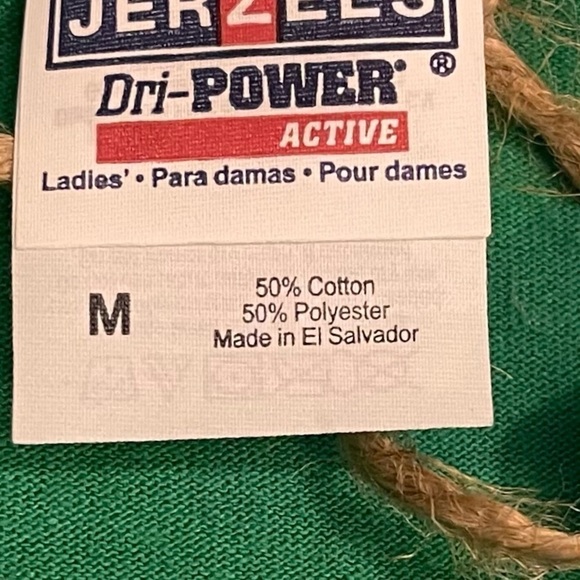 JERZEES
Dri-POWER® ®
ACTIVE
Ladies' • Para damas • Pour dames
M
50% Cotton
50% Polyester
Made in El Salvador